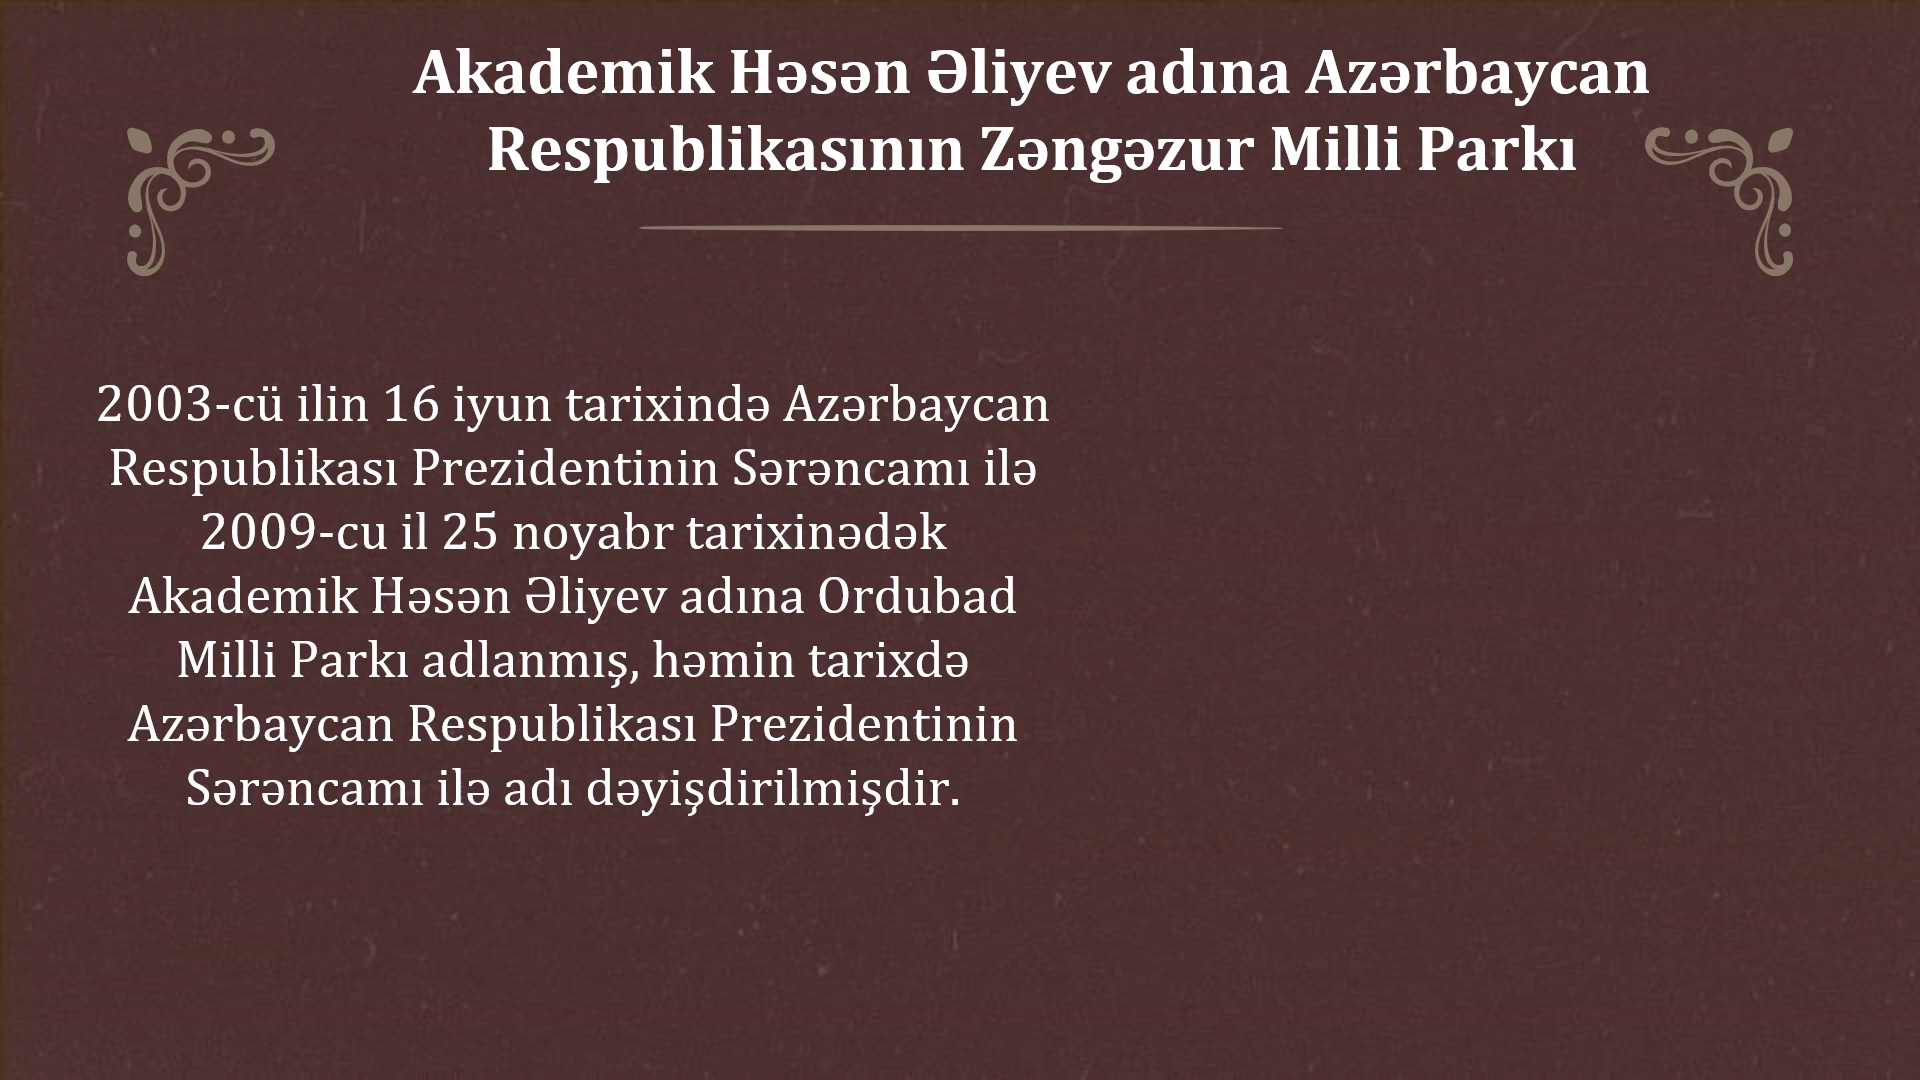 Akademik Həsən Əliyev adına Azərbaycan
Respublikasının Zəngəzur Milli Parkı
2003-cü ilin 16 iyun tarixində Azərbaycan
Respublikası Prezidentinin Sərəncamı ilə
2009-cu il 25 noyabr tarixinədək
Akademik Həsən Əliyev adına Ordubad
Milli Parkı adlanmış, həmin tarixdə
Azərbaycan Respublikası Prezidentinin
Sərəncamı ilə adı dəyişdirilmişdir.